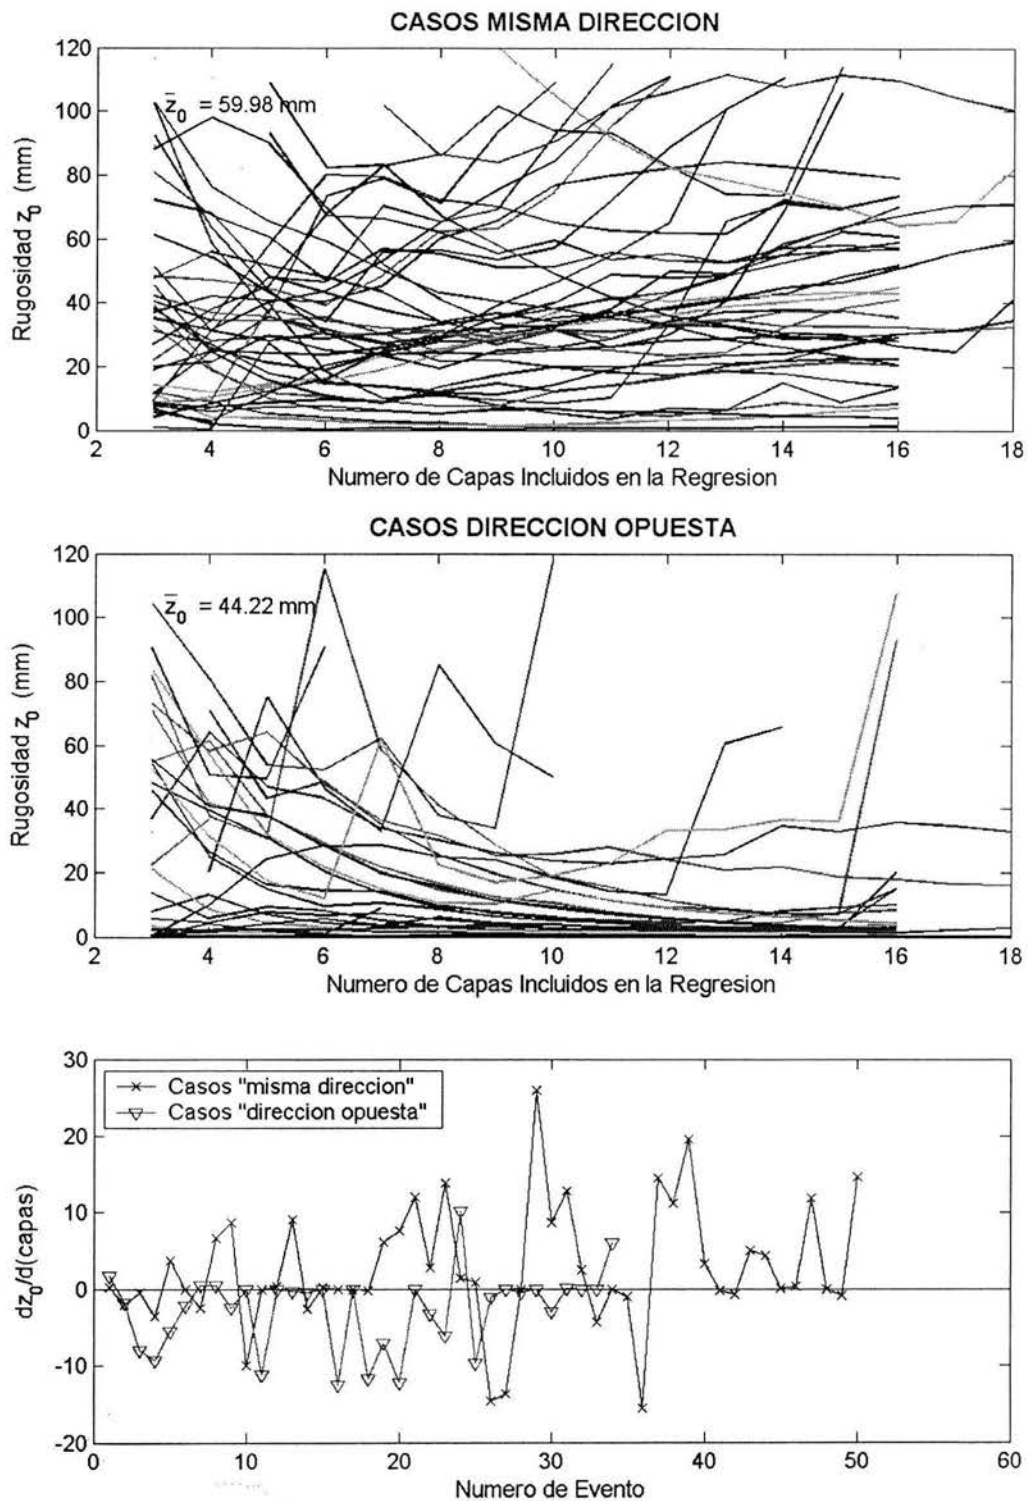 CASOS MISMA DIRECCION
120
100
80
60
40
20
0
z̅0 = 59.98 mm
Rugosidad z0 (mm)
2 4 6 8 10 12 14 16 18
Numero de Capas Incluidos en la Regresion
CASOS DIRECCION OPUESTA
120
100
80
60
40
20
0
z̅0 = 44.22 mm
Rugosidad z0 (mm)
2 4 6 8 10 12 14 16 18
Numero de Capas Incluidos en la Regresion
30
20
10
0
-10
-20
Casos "misma direccion"
Casos "direccion opuesta"
dz0/d(capas)
0 10 20 30 40 50 60
Numero de Evento